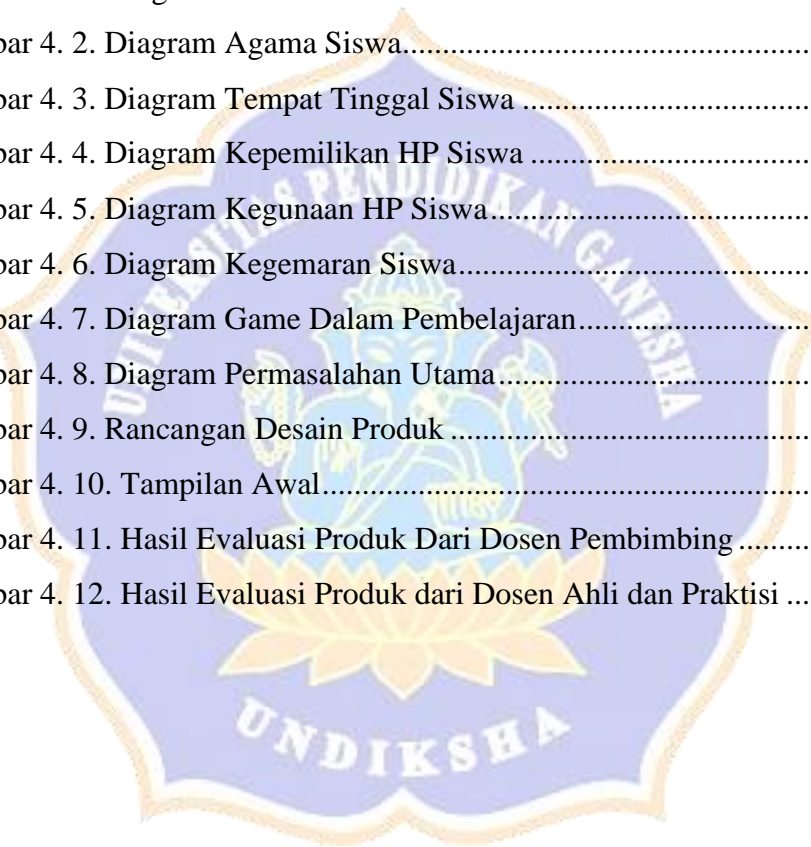 bar 4. 2. Diagram Agama Siswa.......................................................
bar 4. 3. Diagram Tempat Tinggal Siswa .......................................
bar 4. 4. Diagram Kepemilikan HP Siswa ......................................
bar 4. 5. Diagram Kegunaan HP Siswa...........................................
bar 4. 6. Diagram Kegemaran Siswa...............................................
bar 4. 7. Diagram Game Dalam Pembelajaran................................
bar 4. 8. Diagram Permasalahan Utama..........................................
bar 4. 9. Rancangan Desain Produk ................................................
bar 4. 10. Tampilan Awal.................................................................
bar 4. 11. Hasil Evaluasi Produk Dari Dosen Pembimbing .........
bar 4. 12. Hasil Evaluasi Produk dari Dosen Ahli dan Praktisi ...
UNIVERSITAS PENDIDIKAN GANESHA
UNDIKSHA